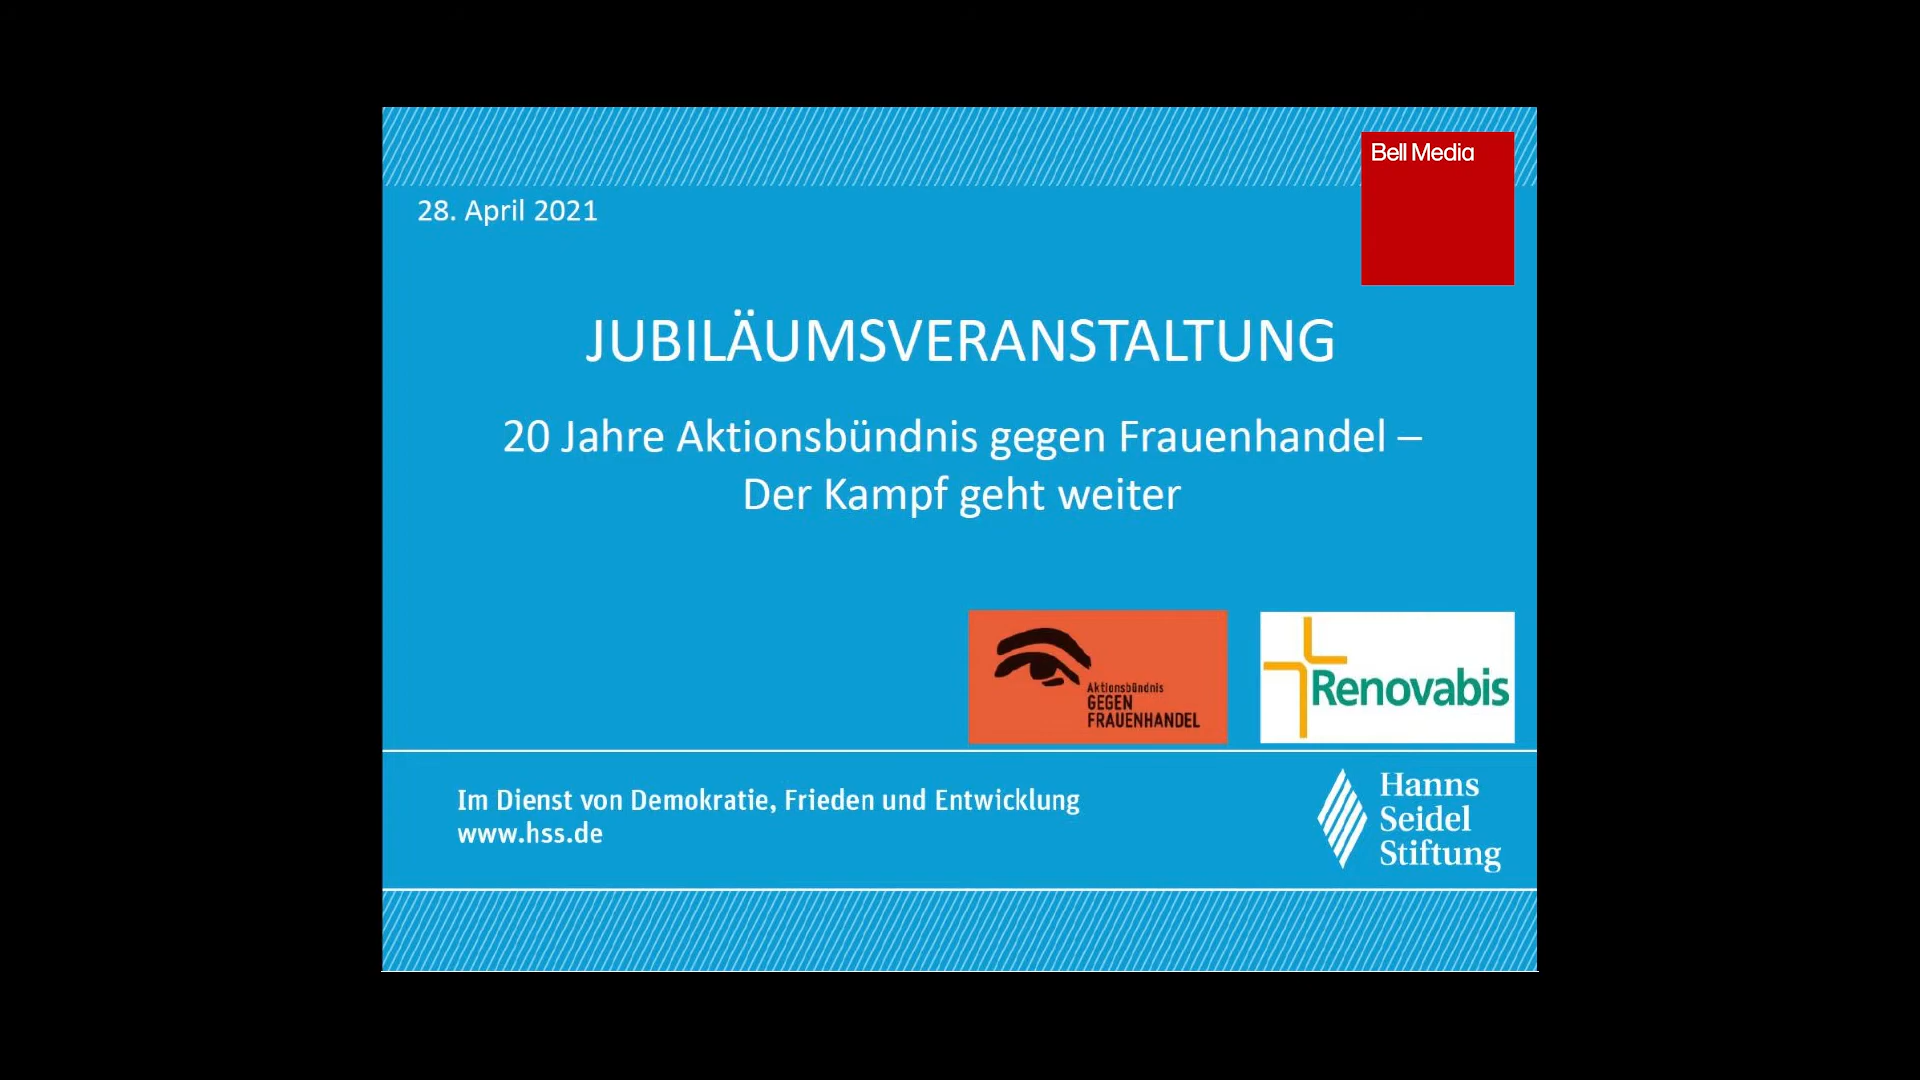 Bell Media
28. April 2021
JUBILÄUMSVERANSTALTUNG
20 Jahre Aktionsbündnis gegen Frauenhandel –
Der Kampf geht weiter
Aktionsbündnis
GEGEN
FRAUENHANDEL
Renovabis
Im Dienst von Demokratie, Frieden und Entwicklung
www.hss.de
Hanns
Seidel
Stiftung